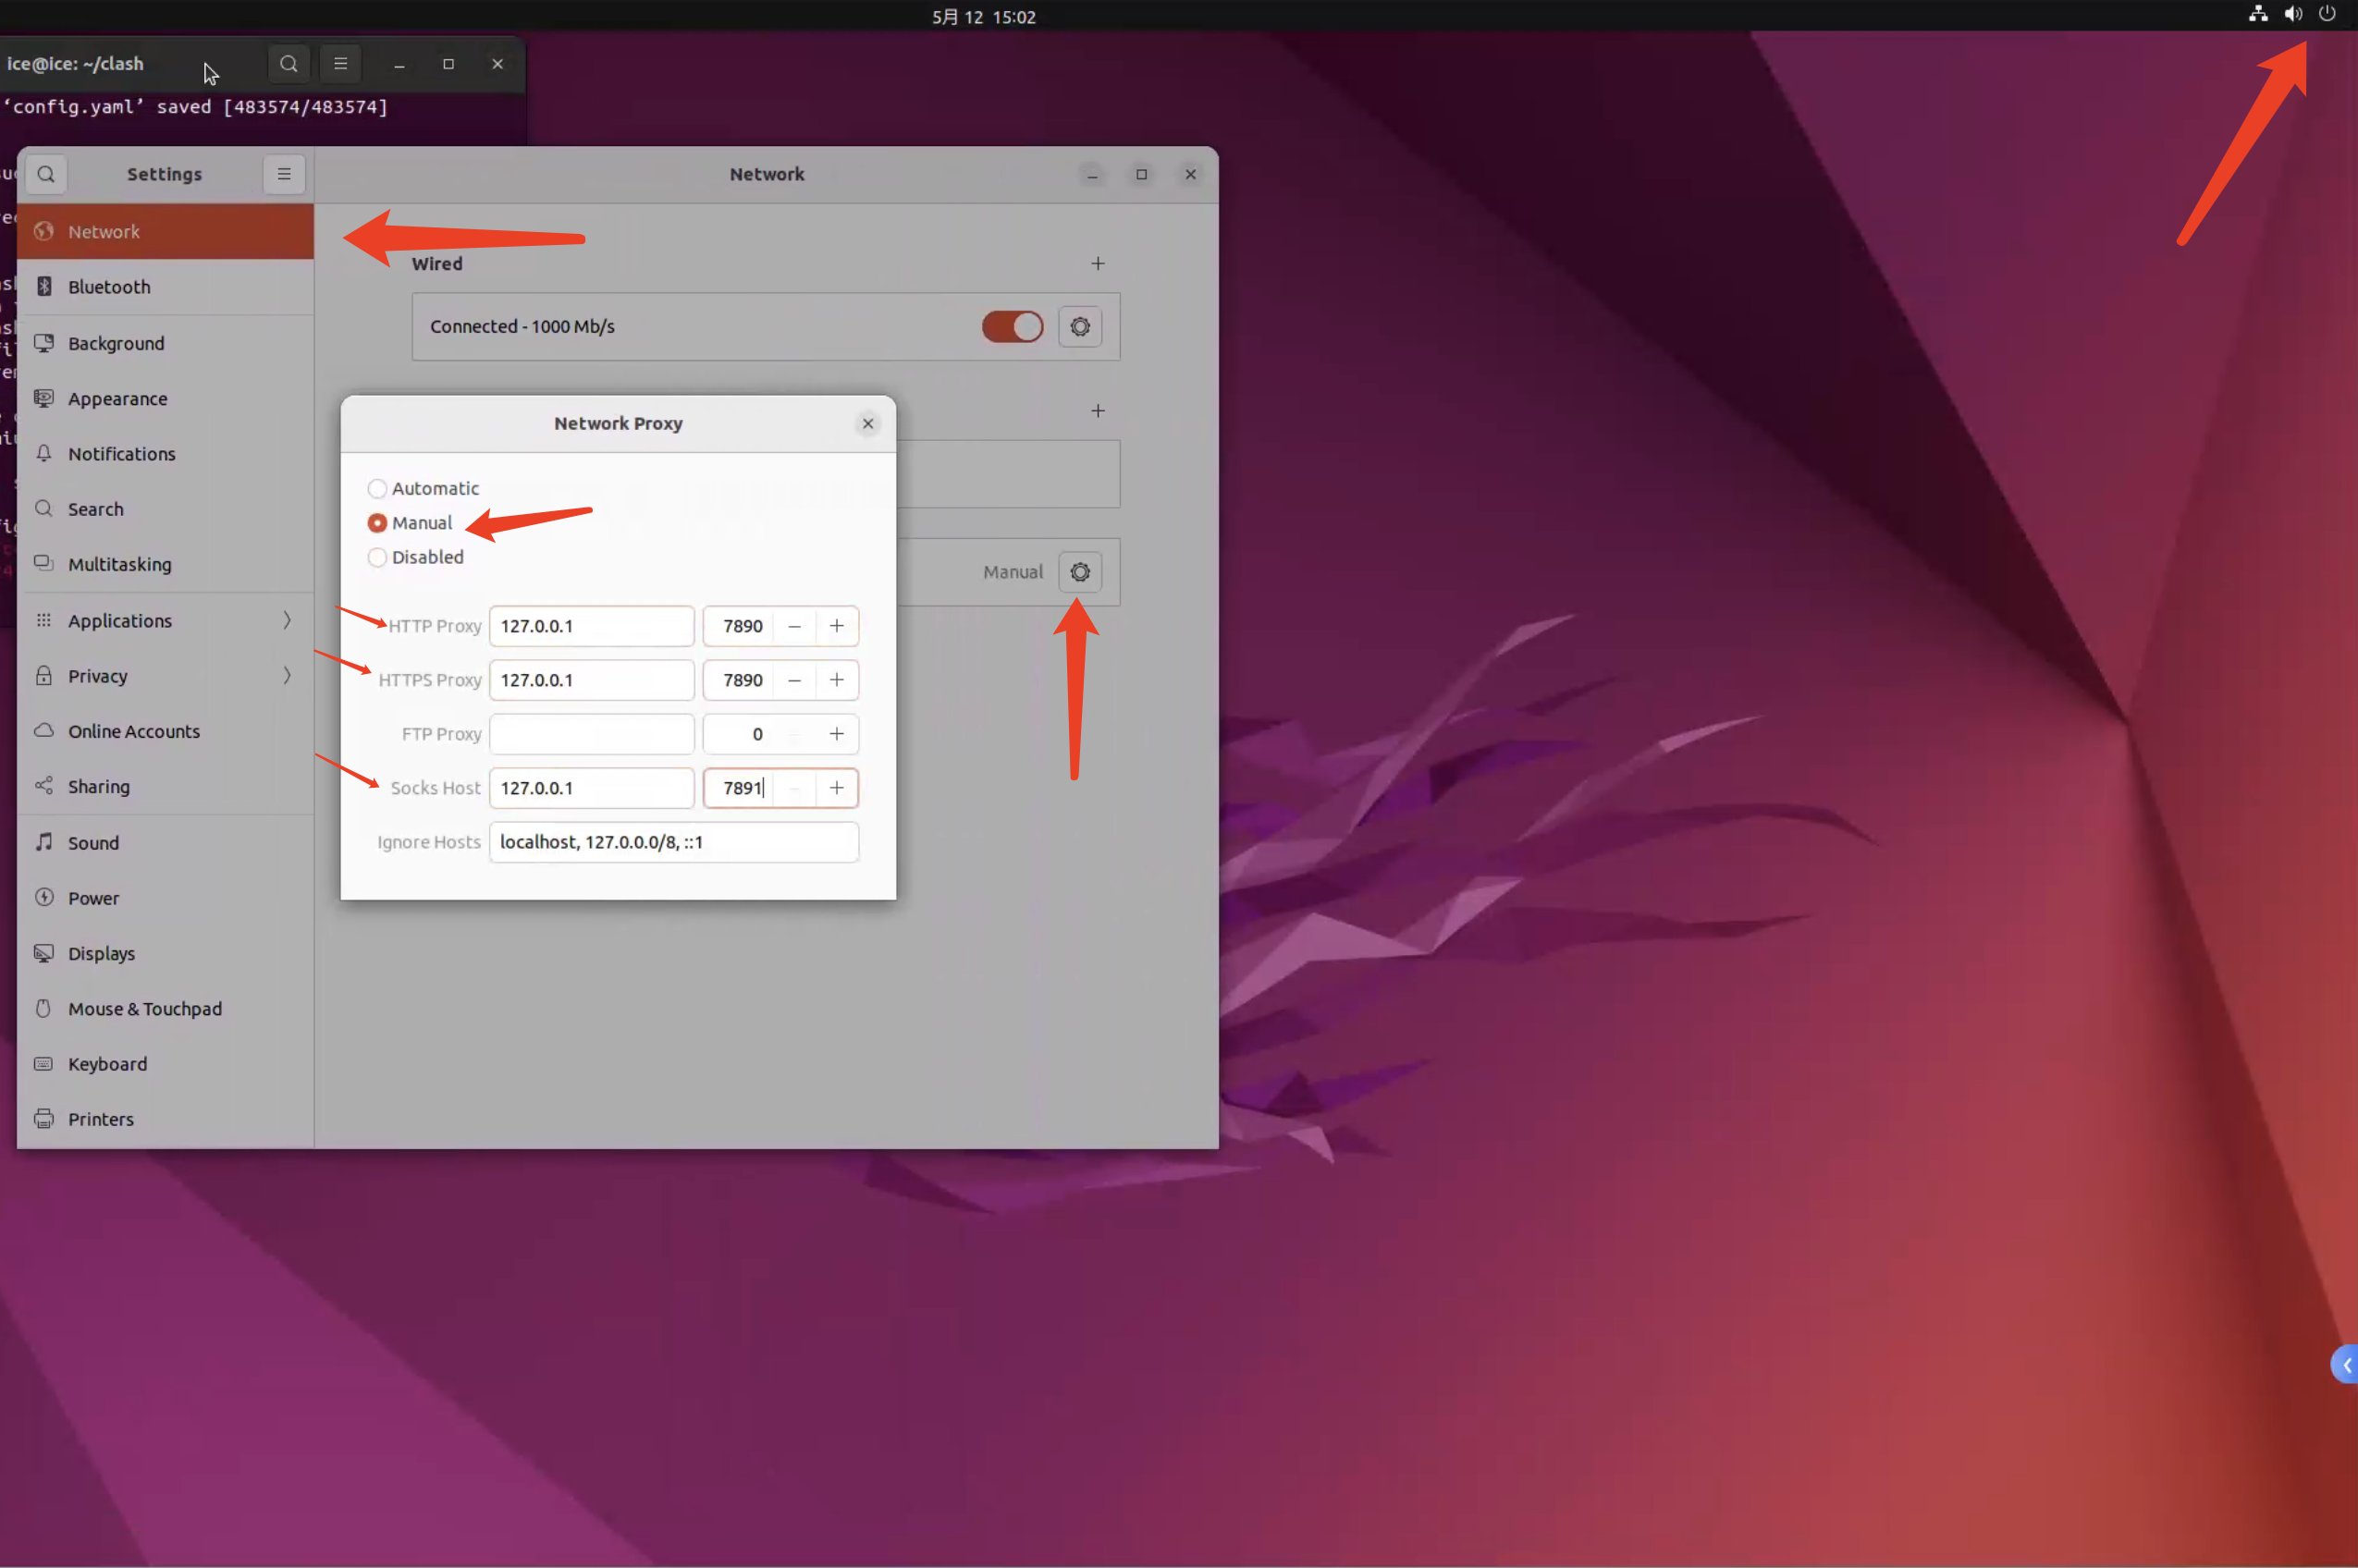 5月 12 15:02
ice@ice: ~/clash
‘config.yaml’ saved [483574/483574]
Settings
Network
Network
Bluetooth
Background
Appearance
Notifications
Search
Multitasking
Applications
Privacy
Online Accounts
Sharing
Sound
Power
Displays
Mouse & Touchpad
Keyboard
Printers
Wired
Connected - 1000 Mb/s
Manual
Network Proxy
Automatic
Manual
Disabled
HTTP Proxy 127.0.0.1 7890
HTTPS Proxy 127.0.0.1 7890
FTP Proxy 0
Socks Host 127.0.0.1 7891
Ignore Hosts localhost, 127.0.0.0/8, ::1